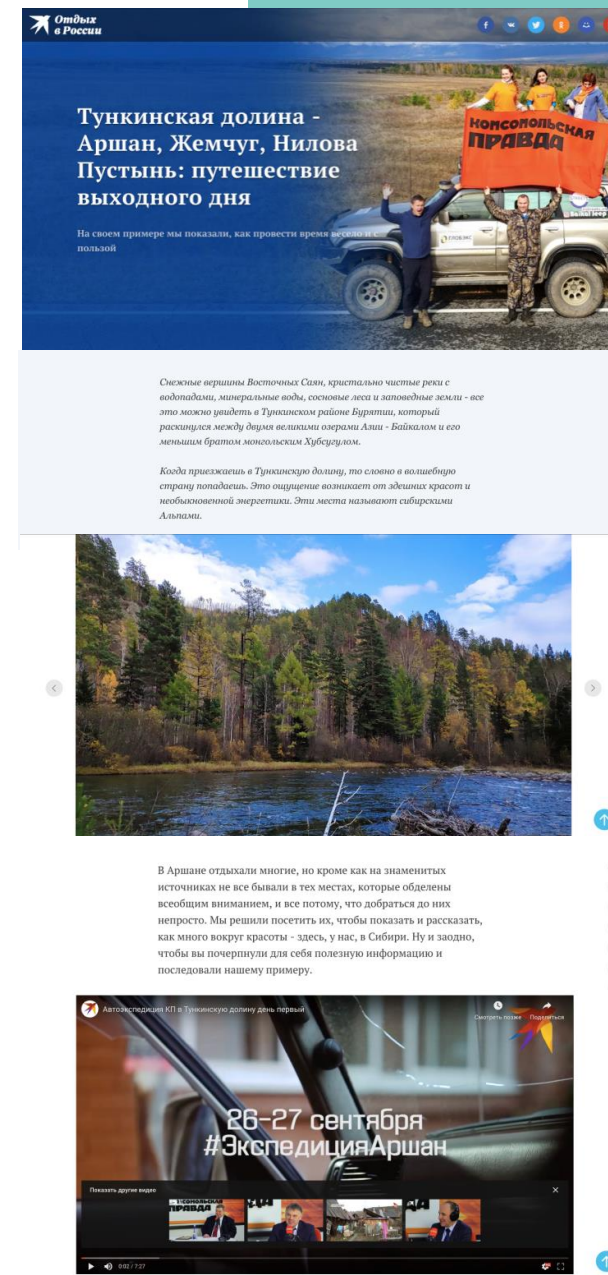 Отдых
в России
Тункинская долина -
Аршан, Жемчуг, Нилова
Пустынь: путешествие
выходного дня
На своем примере мы показали, как провести время весело и с
пользой
КОМСОМОЛЬСКАЯ
ПРАВДА
Снежные вершины Восточных Саян, кристально чистые реки с
водопадами, минеральные воды, сосновые леса и заповедные земли - все
это можно увидеть в Тункинском районе Бурятии, который
раскинулся между двумя великими озерами Азии - Байкалом и его
меньшим братом монгольским Хубсугулом.
Когда приезжаешь в Тункинскую долину, то словно в волшебную
страну попадаешь. Это ощущение возникает от здешних красот и
необыкновенной энергетики. Эти места называют сибирскими
Альпами.
В Аршане отдыхали многие, но кроме как на знаменитых
источниках не все бывали в тех местах, которые обделены
всеобщим вниманием, и все потому, что добраться до них
непросто. Мы решили посетить их, чтобы показать и рассказать,
как много вокруг красоты - здесь, у нас, в Сибири. Ну и заодно,
чтобы вы почерпнули для себя полезную информацию и
последовали нашему примеру.
Автоэкспедиция КП в Тункинскую долину день первый
Смотреть позже Поделиться
26-27 сентября
#ЭкспедицияАршан
Показать другие видео
ПРАВДА
0:02 / 7:27